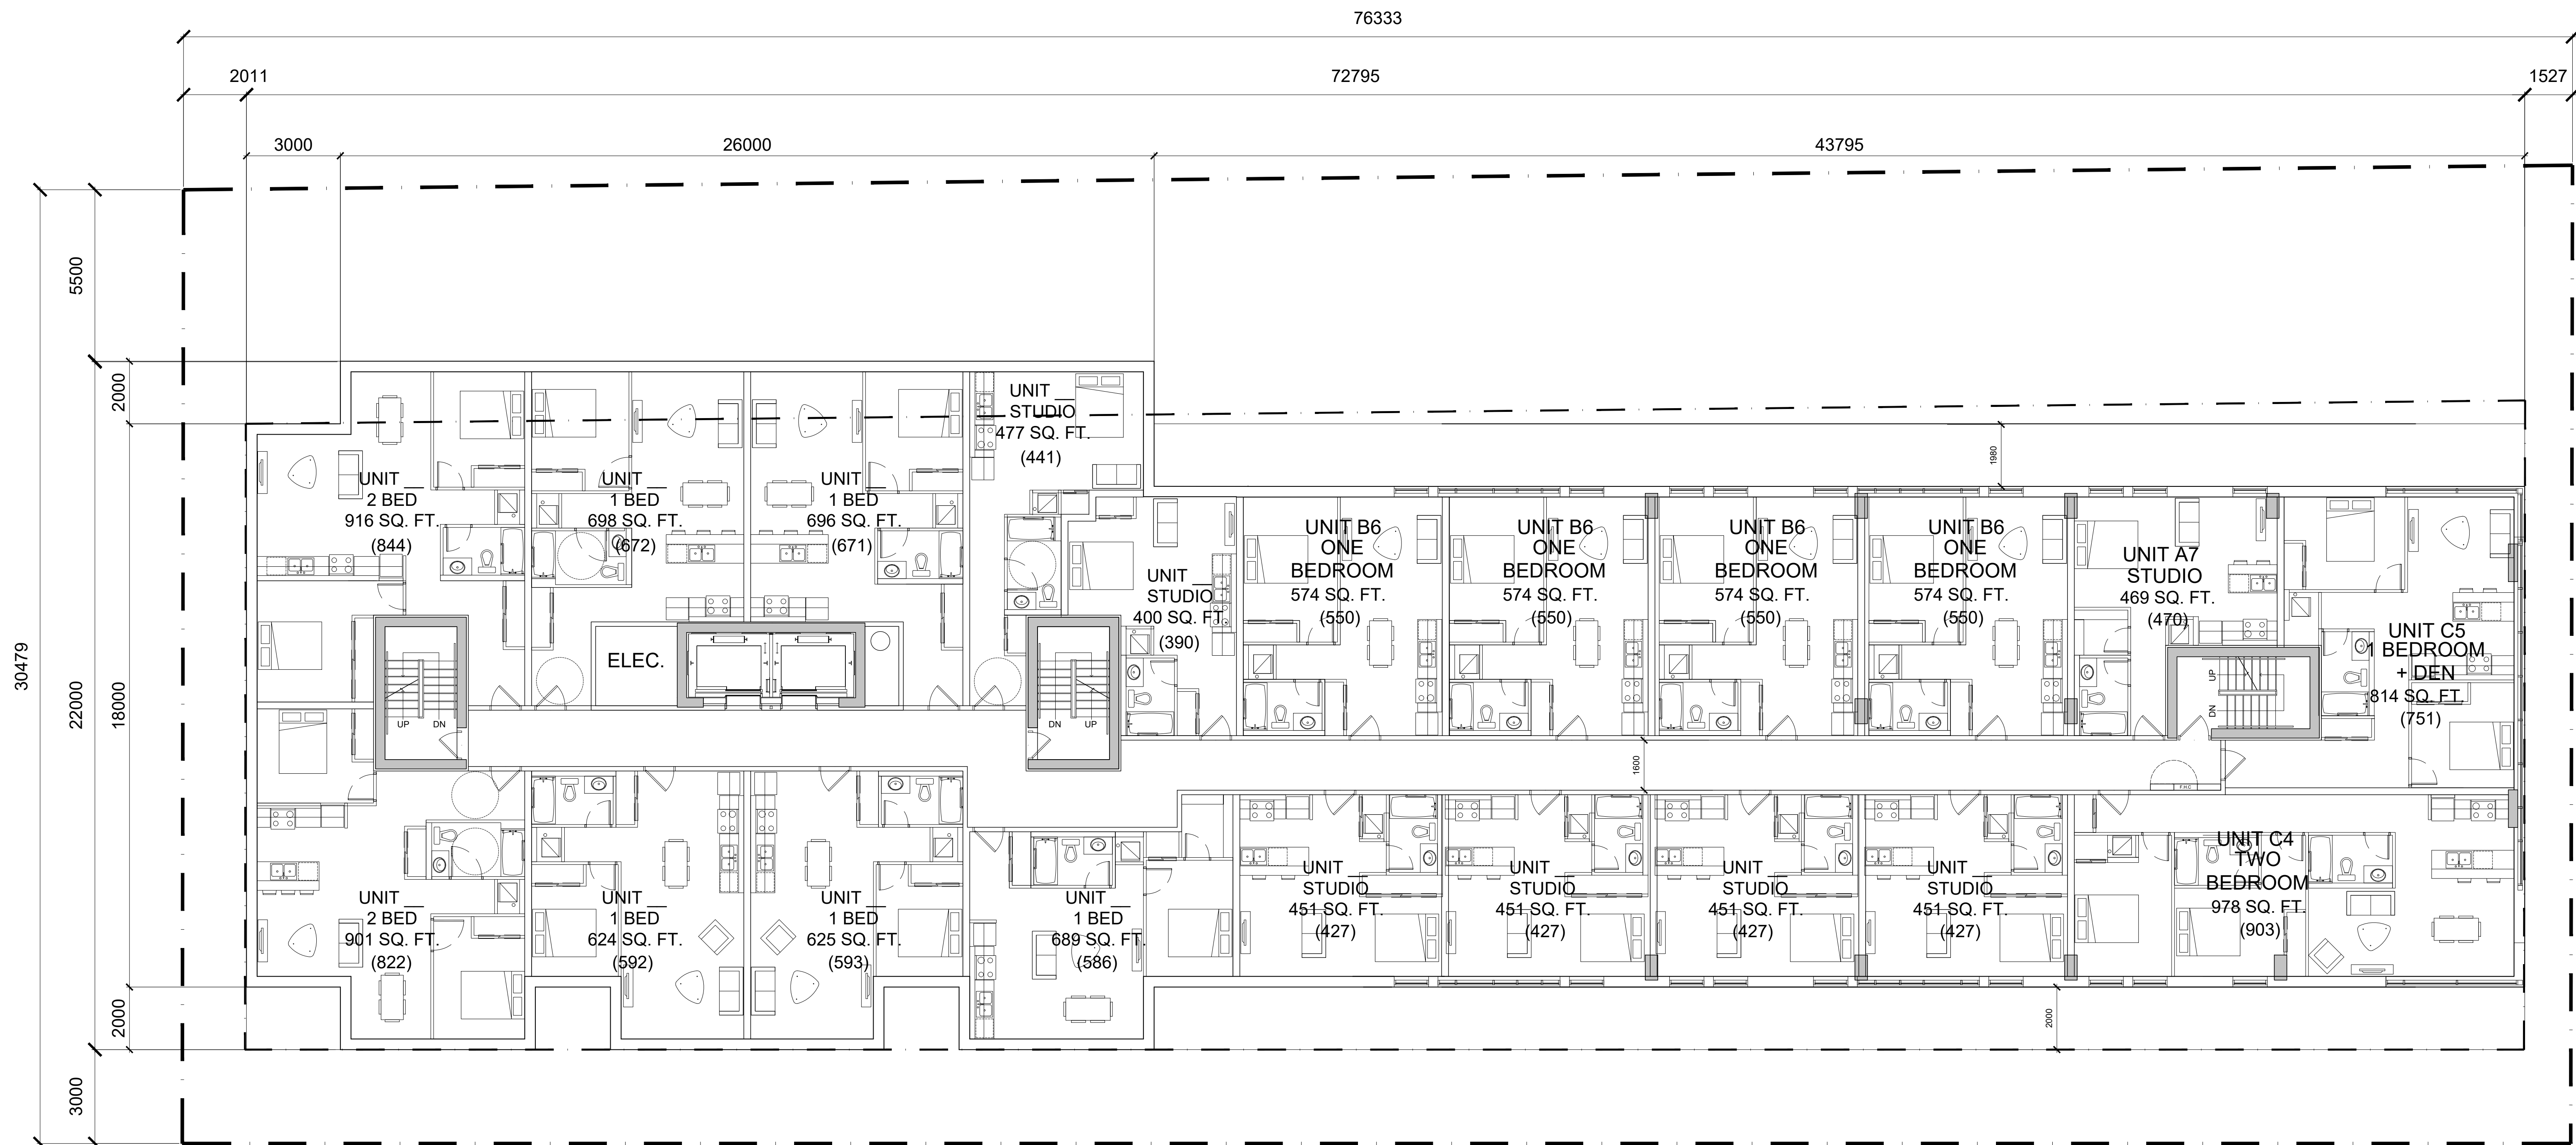 76333
2011
72795
1527
3000
26000
43795
5500
2000
30479
22000
18000
2000
3000
UNIT __
2 BED
916 SQ. FT.
(844)
UNIT __
1 BED
698 SQ. FT.
(672)
UNIT __
1 BED
696 SQ. FT.
(671)
UNIT __
STUDIO
477 SQ. FT.
(441)
UNIT __
STUDIO
400 SQ. FT.
(390)
UNIT B6
ONE
BEDROOM
574 SQ. FT.
(550)
UNIT B6
ONE
BEDROOM
574 SQ. FT.
(550)
UNIT B6
ONE
BEDROOM
574 SQ. FT.
(550)
UNIT B6
ONE
BEDROOM
574 SQ. FT.
(550)
1980
UNIT A7
STUDIO
469 SQ. FT.
(470)
UNIT C5
1 BEDROOM
+ DEN
814 SQ. FT.
(751)
ELEC.
UP
DN
DN
UP
UP
DN
1600
F.H.C
UNIT __
2 BED
901 SQ. FT.
(822)
UNIT __
1 BED
624 SQ. FT.
(592)
UNIT __
1 BED
625 SQ. FT.
(593)
UNIT __
1 BED
689 SQ. FT.
(586)
UNIT __
STUDIO
451 SQ. FT.
(427)
UNIT __
STUDIO
451 SQ. FT.
(427)
UNIT __
STUDIO
451 SQ. FT.
(427)
UNIT __
STUDIO
451 SQ. FT.
(427)
UNIT C4
TWO
BEDROOM
978 SQ. FT.
(903)
2000